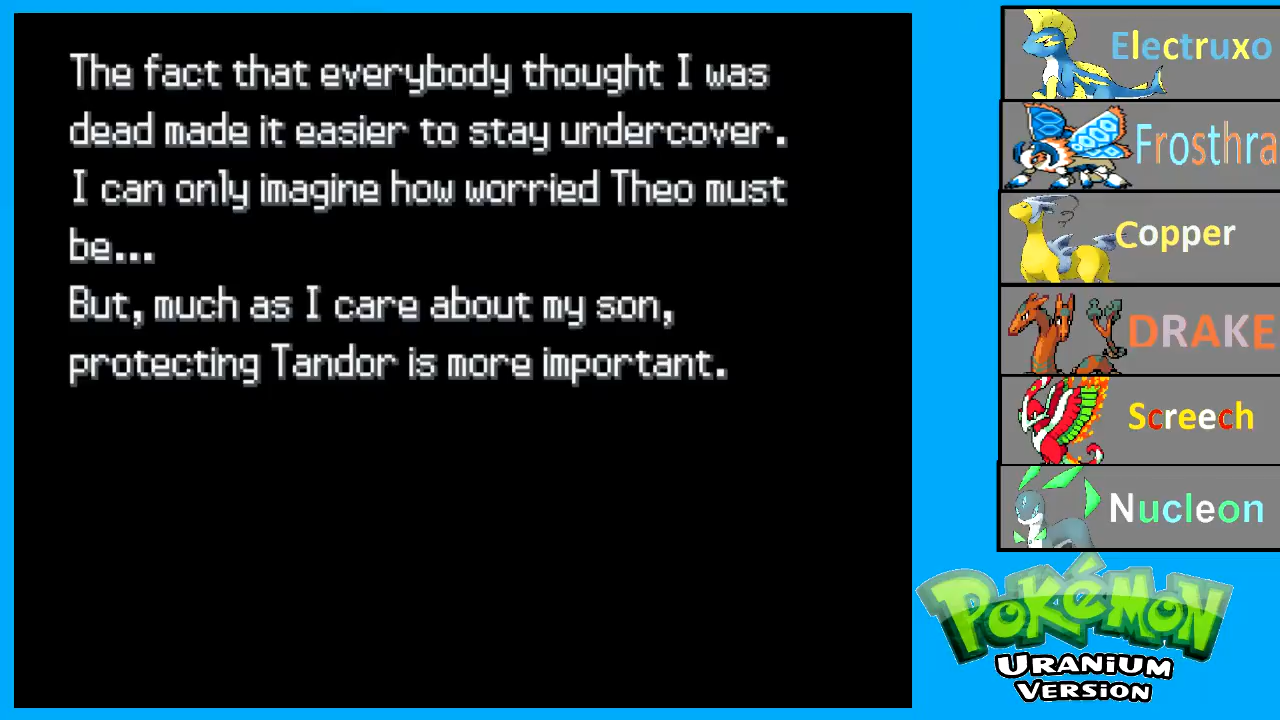 The fact that everybody thought I was
dead made it easier to stay undercover.
I can only imagine how worried Theo must
be...
But, much as I care about my son,
protecting Tandor is more important.
Electruxo
Frosthra
Copper
DRAKE
Screech
Nucleon
POKéMON
URANiUM
VERSiON